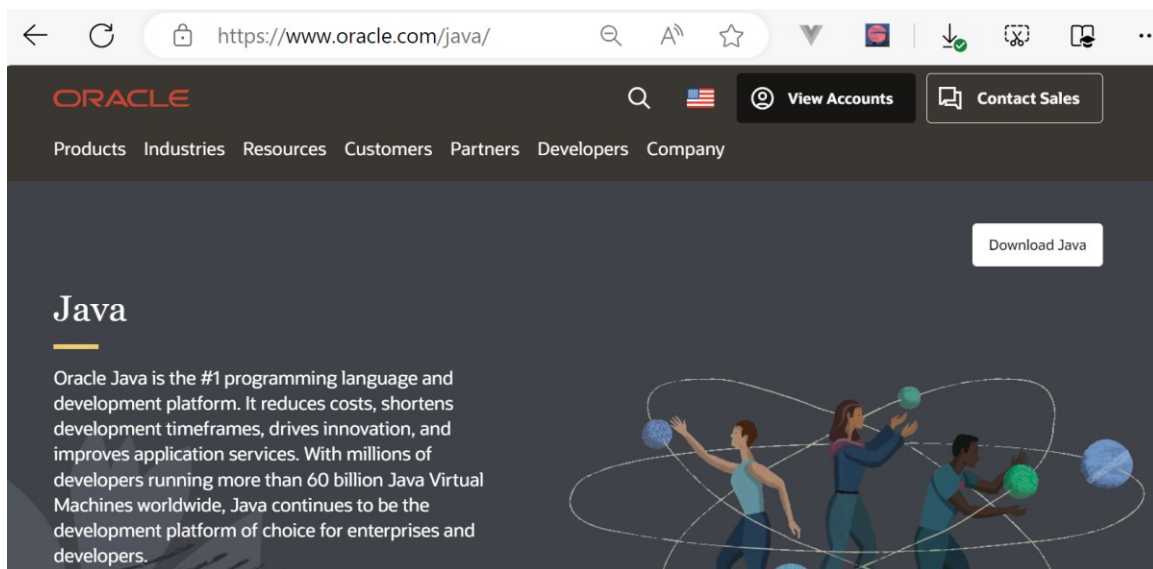 https://www.oracle.com/java/
ORACLE
View Accounts
Contact Sales
Products Industries Resources Customers Partners Developers Company
Download Java
Java
Oracle Java is the #1 programming language and
development platform. It reduces costs, shortens
development timeframes, drives innovation, and
improves application services. With millions of
developers running more than 60 billion Java Virtual
Machines worldwide, Java continues to be the
development platform of choice for enterprises and
developers.